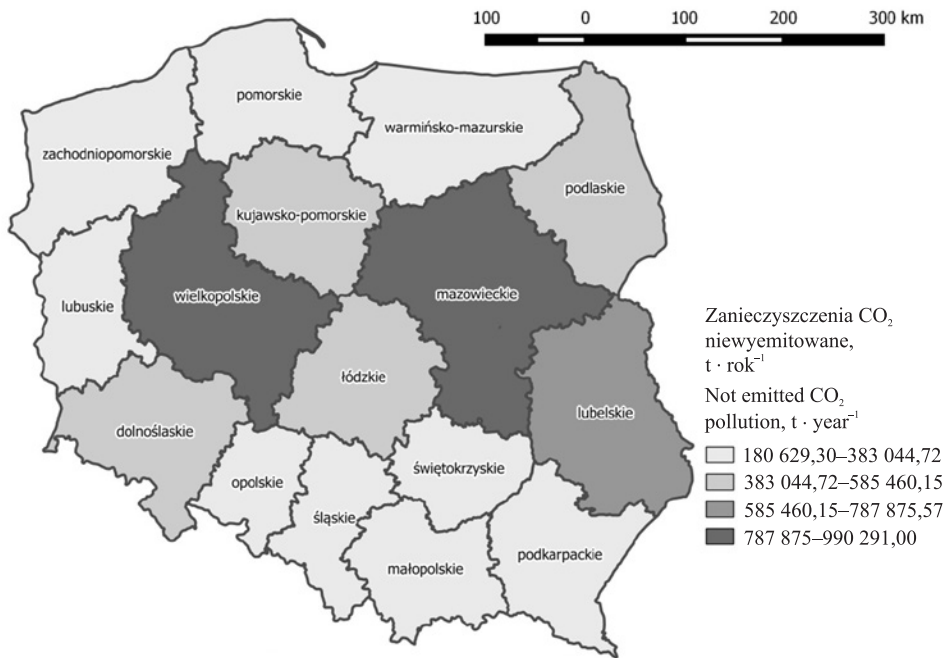 100 0 100 200 300 km
pomorskie
warmińsko-mazurskie
zachodniopomorskie
podlaskie
kujawsko-pomorskie
wielkopolskie
mazowieckie
lubuskie
łódzkie
lubelskie
dolnoślaskie
świętokrzyskie
opolskie
śląskie
podkarpackie
małopolskie
Zanieczyszczenia CO₂
niewyemitowane,
t · rok⁻¹
Not emitted CO₂
pollution, t · year⁻¹
180 629,30–383 044,72
383 044,72–585 460,15
585 460,15–787 875,57
787 875–990 291,00